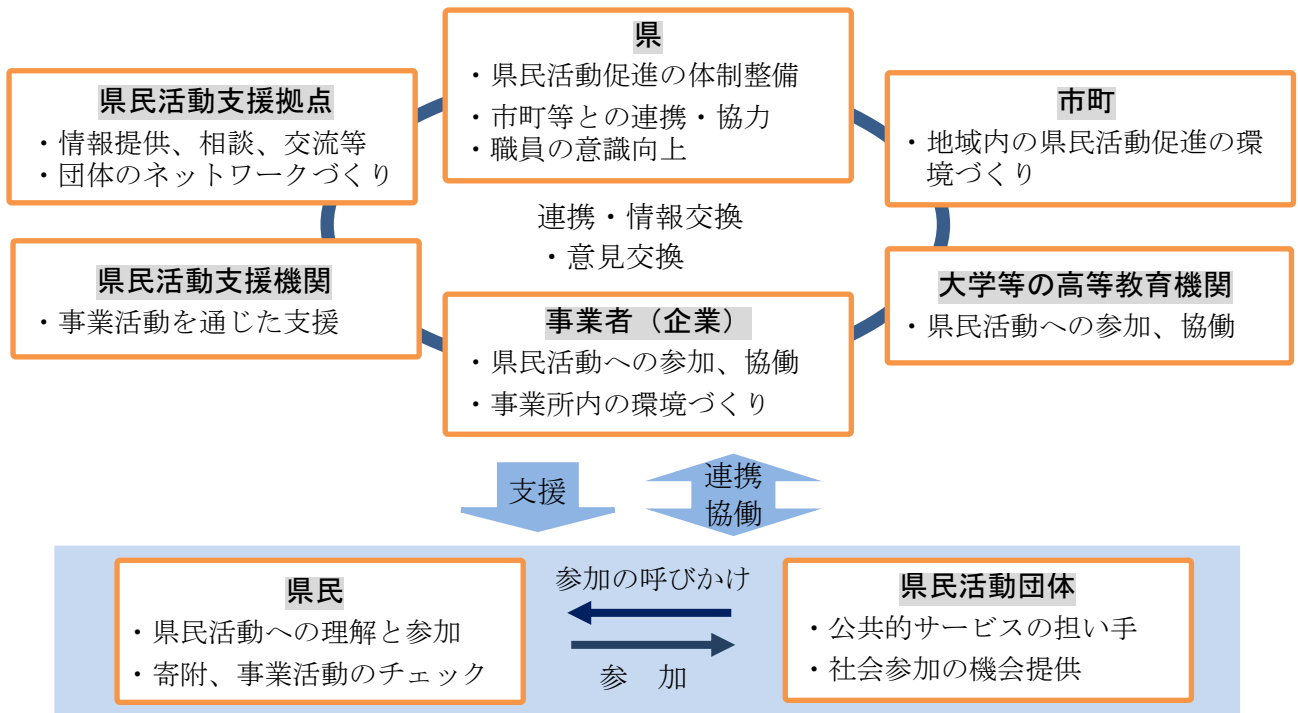 県
・県民活動促進の体制整備
・市町等との連携・協力
・職員の意識向上
県民活動支援拠点
・情報提供、相談、交流等
・団体のネットワークづくり
市町
・地域内の県民活動促進の環
境づくり
連携・情報交換
・意見交換
県民活動支援機関
・事業活動を通じた支援
事業者（企業）
・県民活動への参加、協働
・事業所内の環境づくり
大学等の高等教育機関
・県民活動への参加、協働
支援
連携
協働
県民
・県民活動への理解と参加
・寄附、事業活動のチェック
参加の呼びかけ
参　加
県民活動団体
・公共的サービスの担い手
・社会参加の機会提供